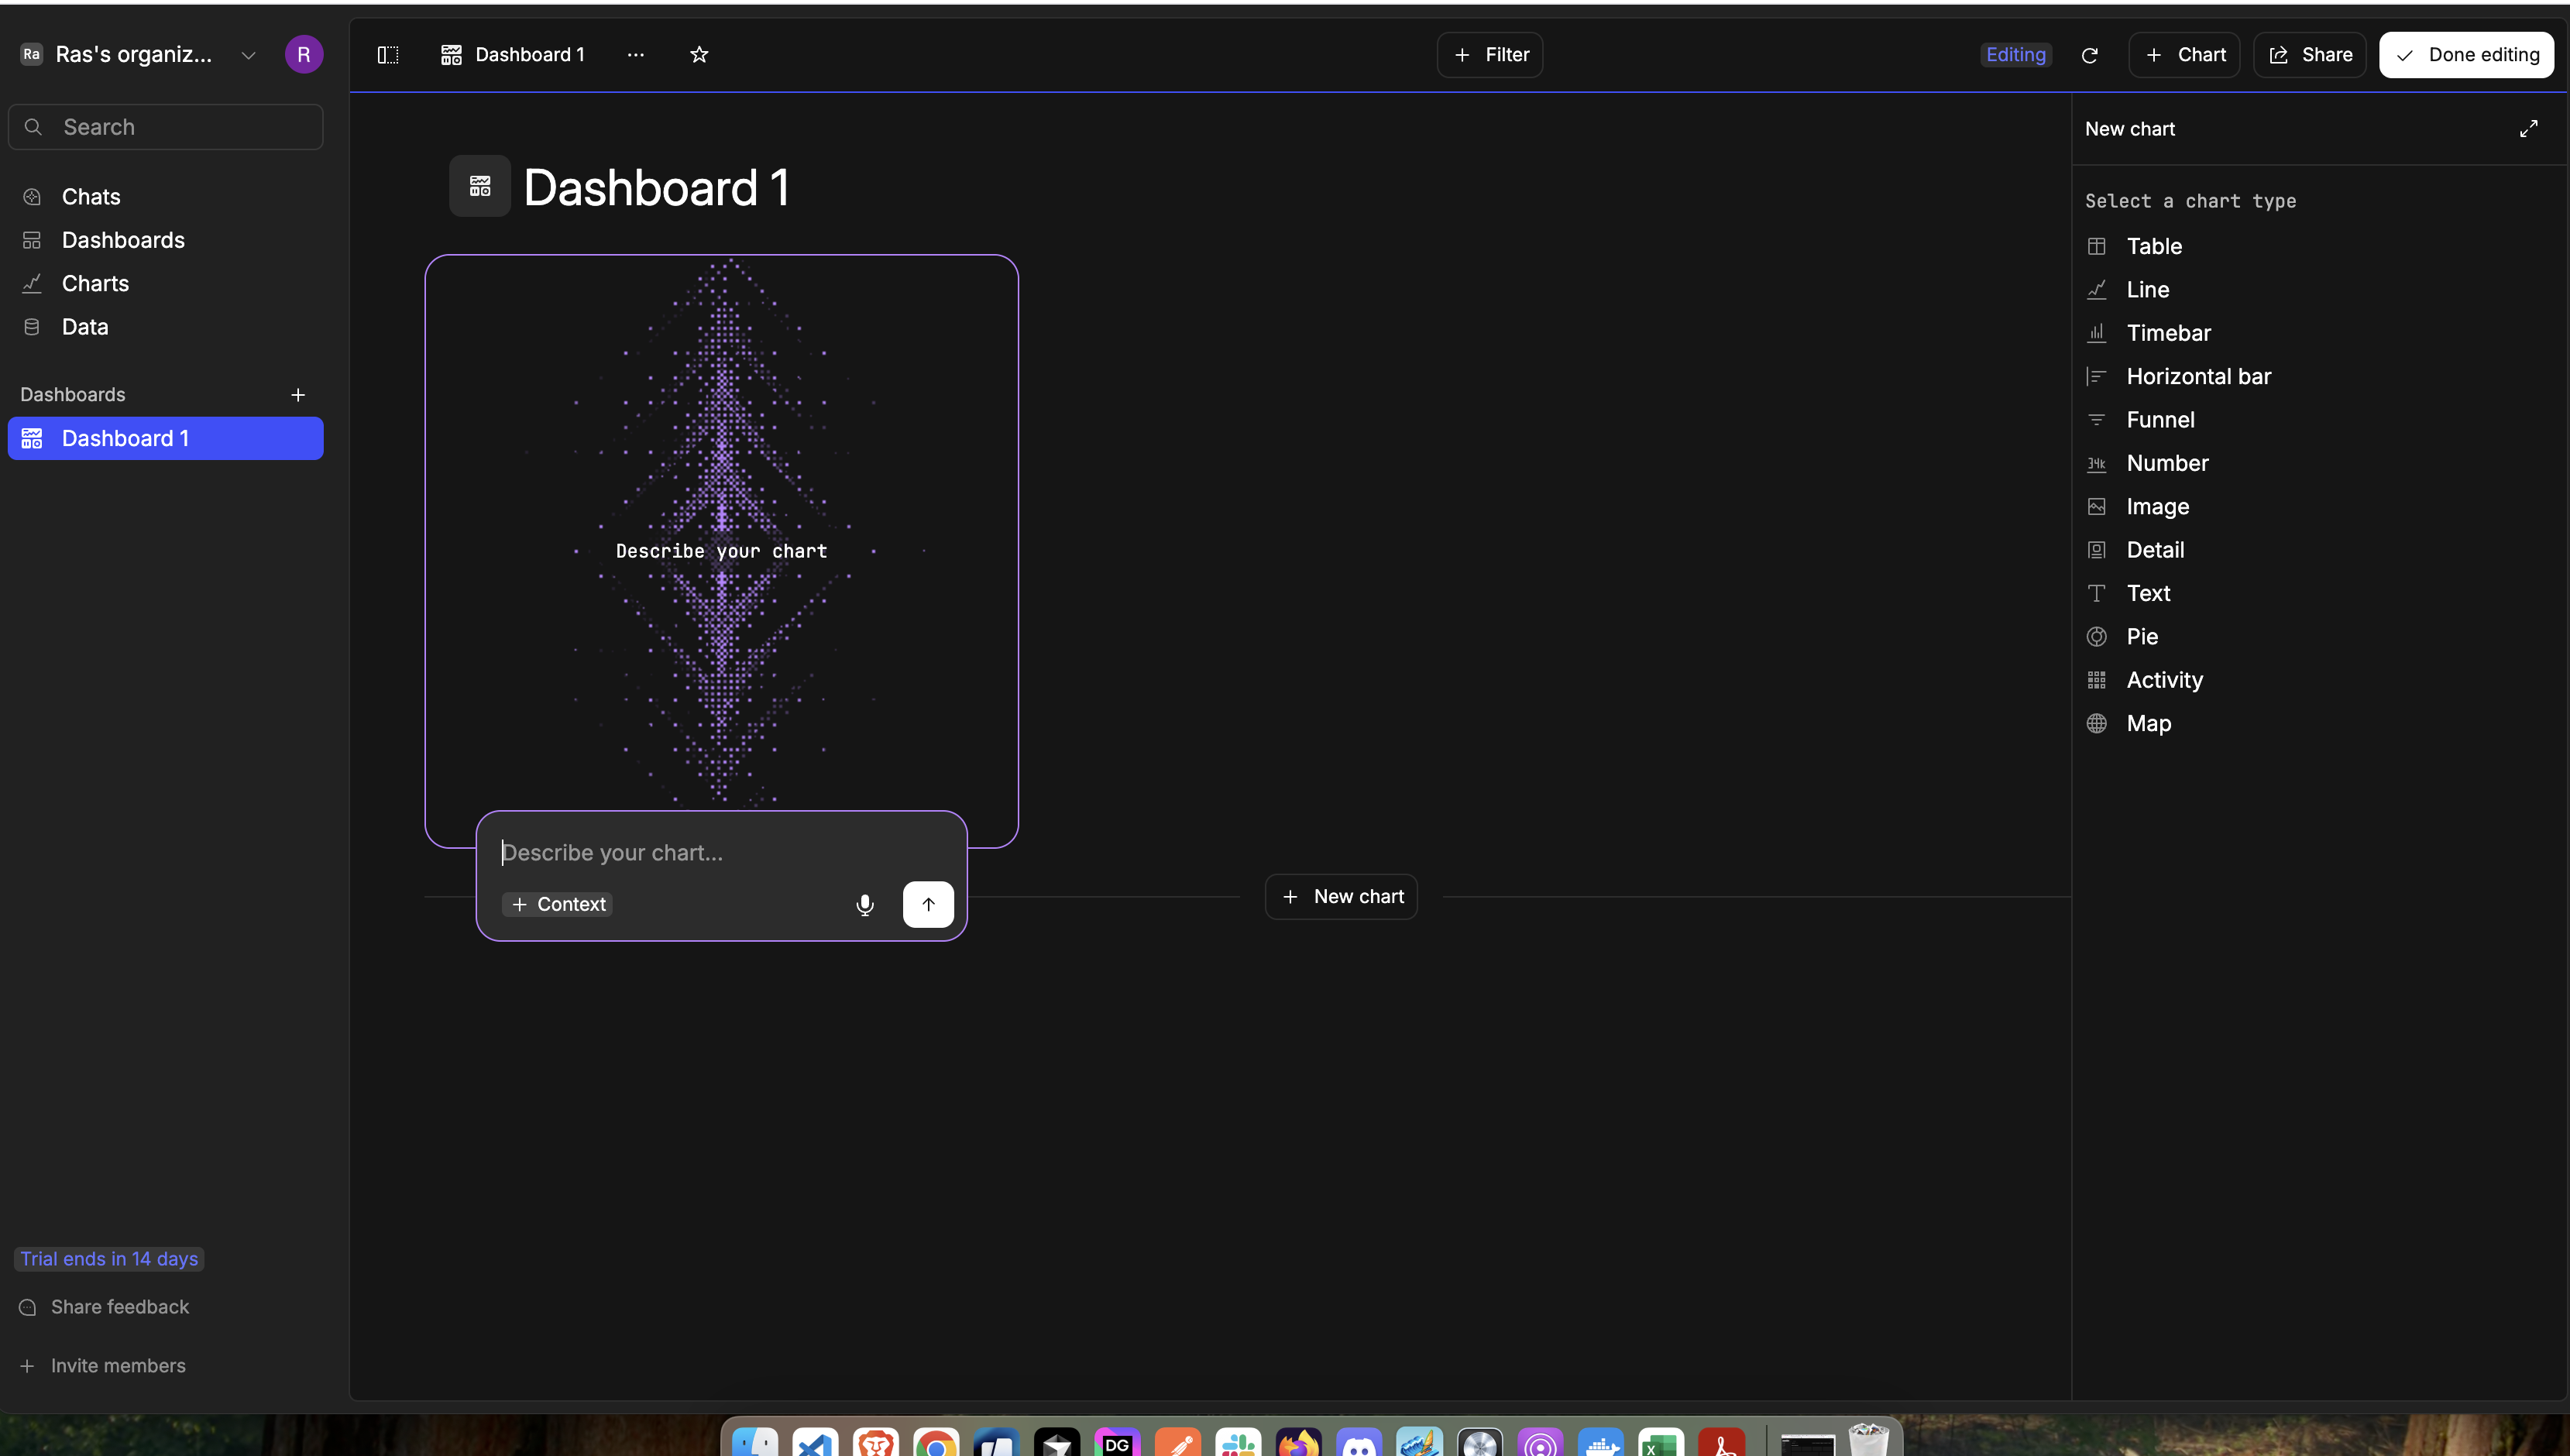 Ra Ras's organiz... R
Search
Chats
Dashboards
Charts
Data
Dashboards
Dashboard 1
Trial ends in 14 days
Share feedback
Invite members
Dashboard 1
Filter
Editing
Chart
Share
Done editing
Dashboard 1
Describe your chart
Describe your chart...
Context
New chart
New chart
Select a chart type
Table
Line
Timebar
Horizontal bar
Funnel
34k Number
Image
Detail
Text
Pie
Activity
Map
DG
X